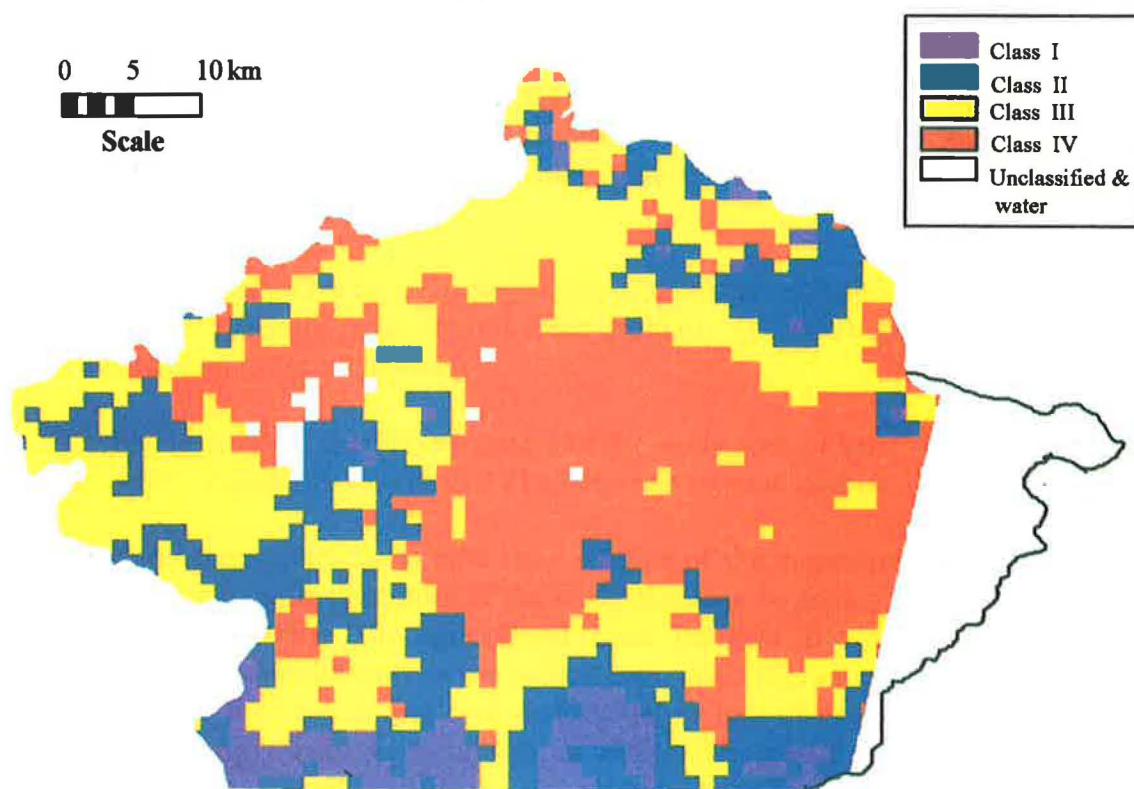 0 5 10 km
Scale
Class I
Class II
Class III
Class IV
Unclassified &
water